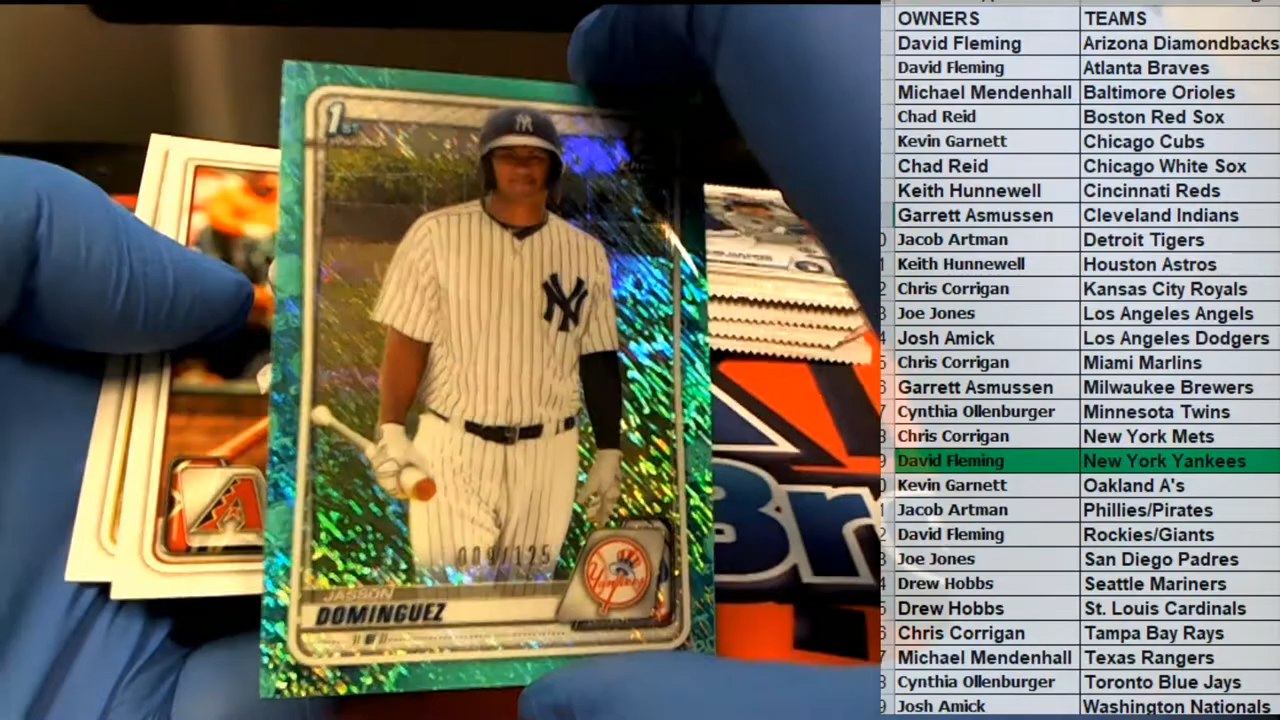 1ST
NY
NY
009/125
Yankees
JASSON
DOMINGUEZ
OF
Br
OWNERS TEAMS
David Fleming Arizona Diamondbacks
David Fleming Atlanta Braves
Michael Mendenhall Baltimore Orioles
Chad Reid Boston Red Sox
Kevin Garnett Chicago Cubs
Chad Reid Chicago White Sox
Keith Hunnewell Cincinnati Reds
Garrett Asmussen Cleveland Indians
Jacob Artman Detroit Tigers
Keith Hunnewell Houston Astros
Chris Corrigan Kansas City Royals
Joe Jones Los Angeles Angels
Josh Amick Los Angeles Dodgers
Chris Corrigan Miami Marlins
Garrett Asmussen Milwaukee Brewers
Cynthia Ollenburger Minnesota Twins
Chris Corrigan New York Mets
David Fleming New York Yankees
Kevin Garnett Oakland A's
Jacob Artman Phillies/Pirates
David Fleming Rockies/Giants
Joe Jones San Diego Padres
Drew Hobbs Seattle Mariners
Drew Hobbs St. Louis Cardinals
Chris Corrigan Tampa Bay Rays
Michael Mendenhall Texas Rangers
Cynthia Ollenburger Toronto Blue Jays
Josh Amick Washington Nationals